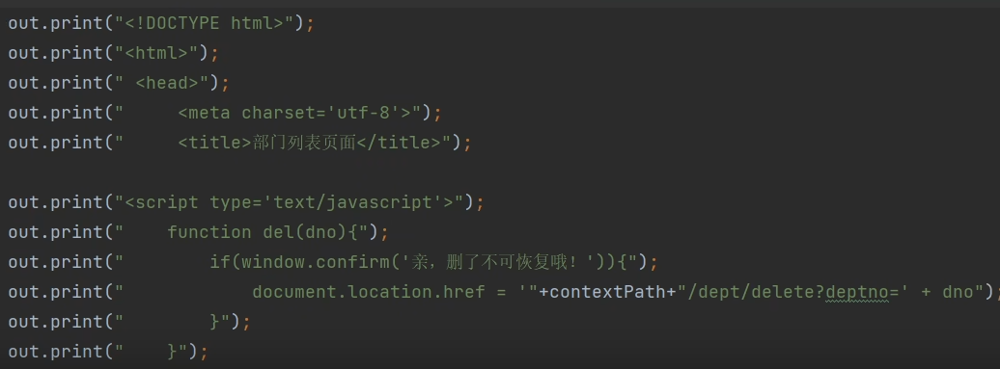 out.print("<!DOCTYPE html>");
out.print("<html>");
out.print(" <head>");
out.print("     <meta charset='utf-8'>");
out.print("     <title>部门列表页面</title>");
out.print("<script type='text/javascript'>");
out.print("    function del(dno){");
out.print("        if(window.confirm('亲，删了不可恢复哦！')){");
out.print("            document.location.href = '"+contextPath+"/dept/delete?deptno=' + dno");
out.print("        }");
out.print("    }");